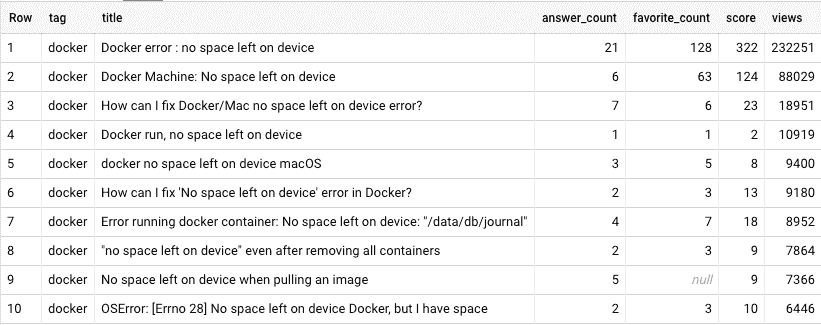 Row tag title answer_count favorite_count score views
1 docker Docker error : no space left on device 21 128 322 232251
2 docker Docker Machine: No space left on device 6 63 124 88029
3 docker How can I fix Docker/Mac no space left on device error? 7 6 23 18951
4 docker Docker run, no space left on device 1 1 2 10919
5 docker docker no space left on device macOS 3 5 8 9400
6 docker How can I fix 'No space left on device' error in Docker? 2 3 13 9180
7 docker Error running docker container: No space left on device: "/data/db/journal" 4 7 18 8952
8 docker "no space left on device" even after removing all containers 2 3 9 7864
9 docker No space left on device when pulling an image 5 null 9 7366
10 docker OSError: [Errno 28] No space left on device Docker, but I have space 2 3 10 6446